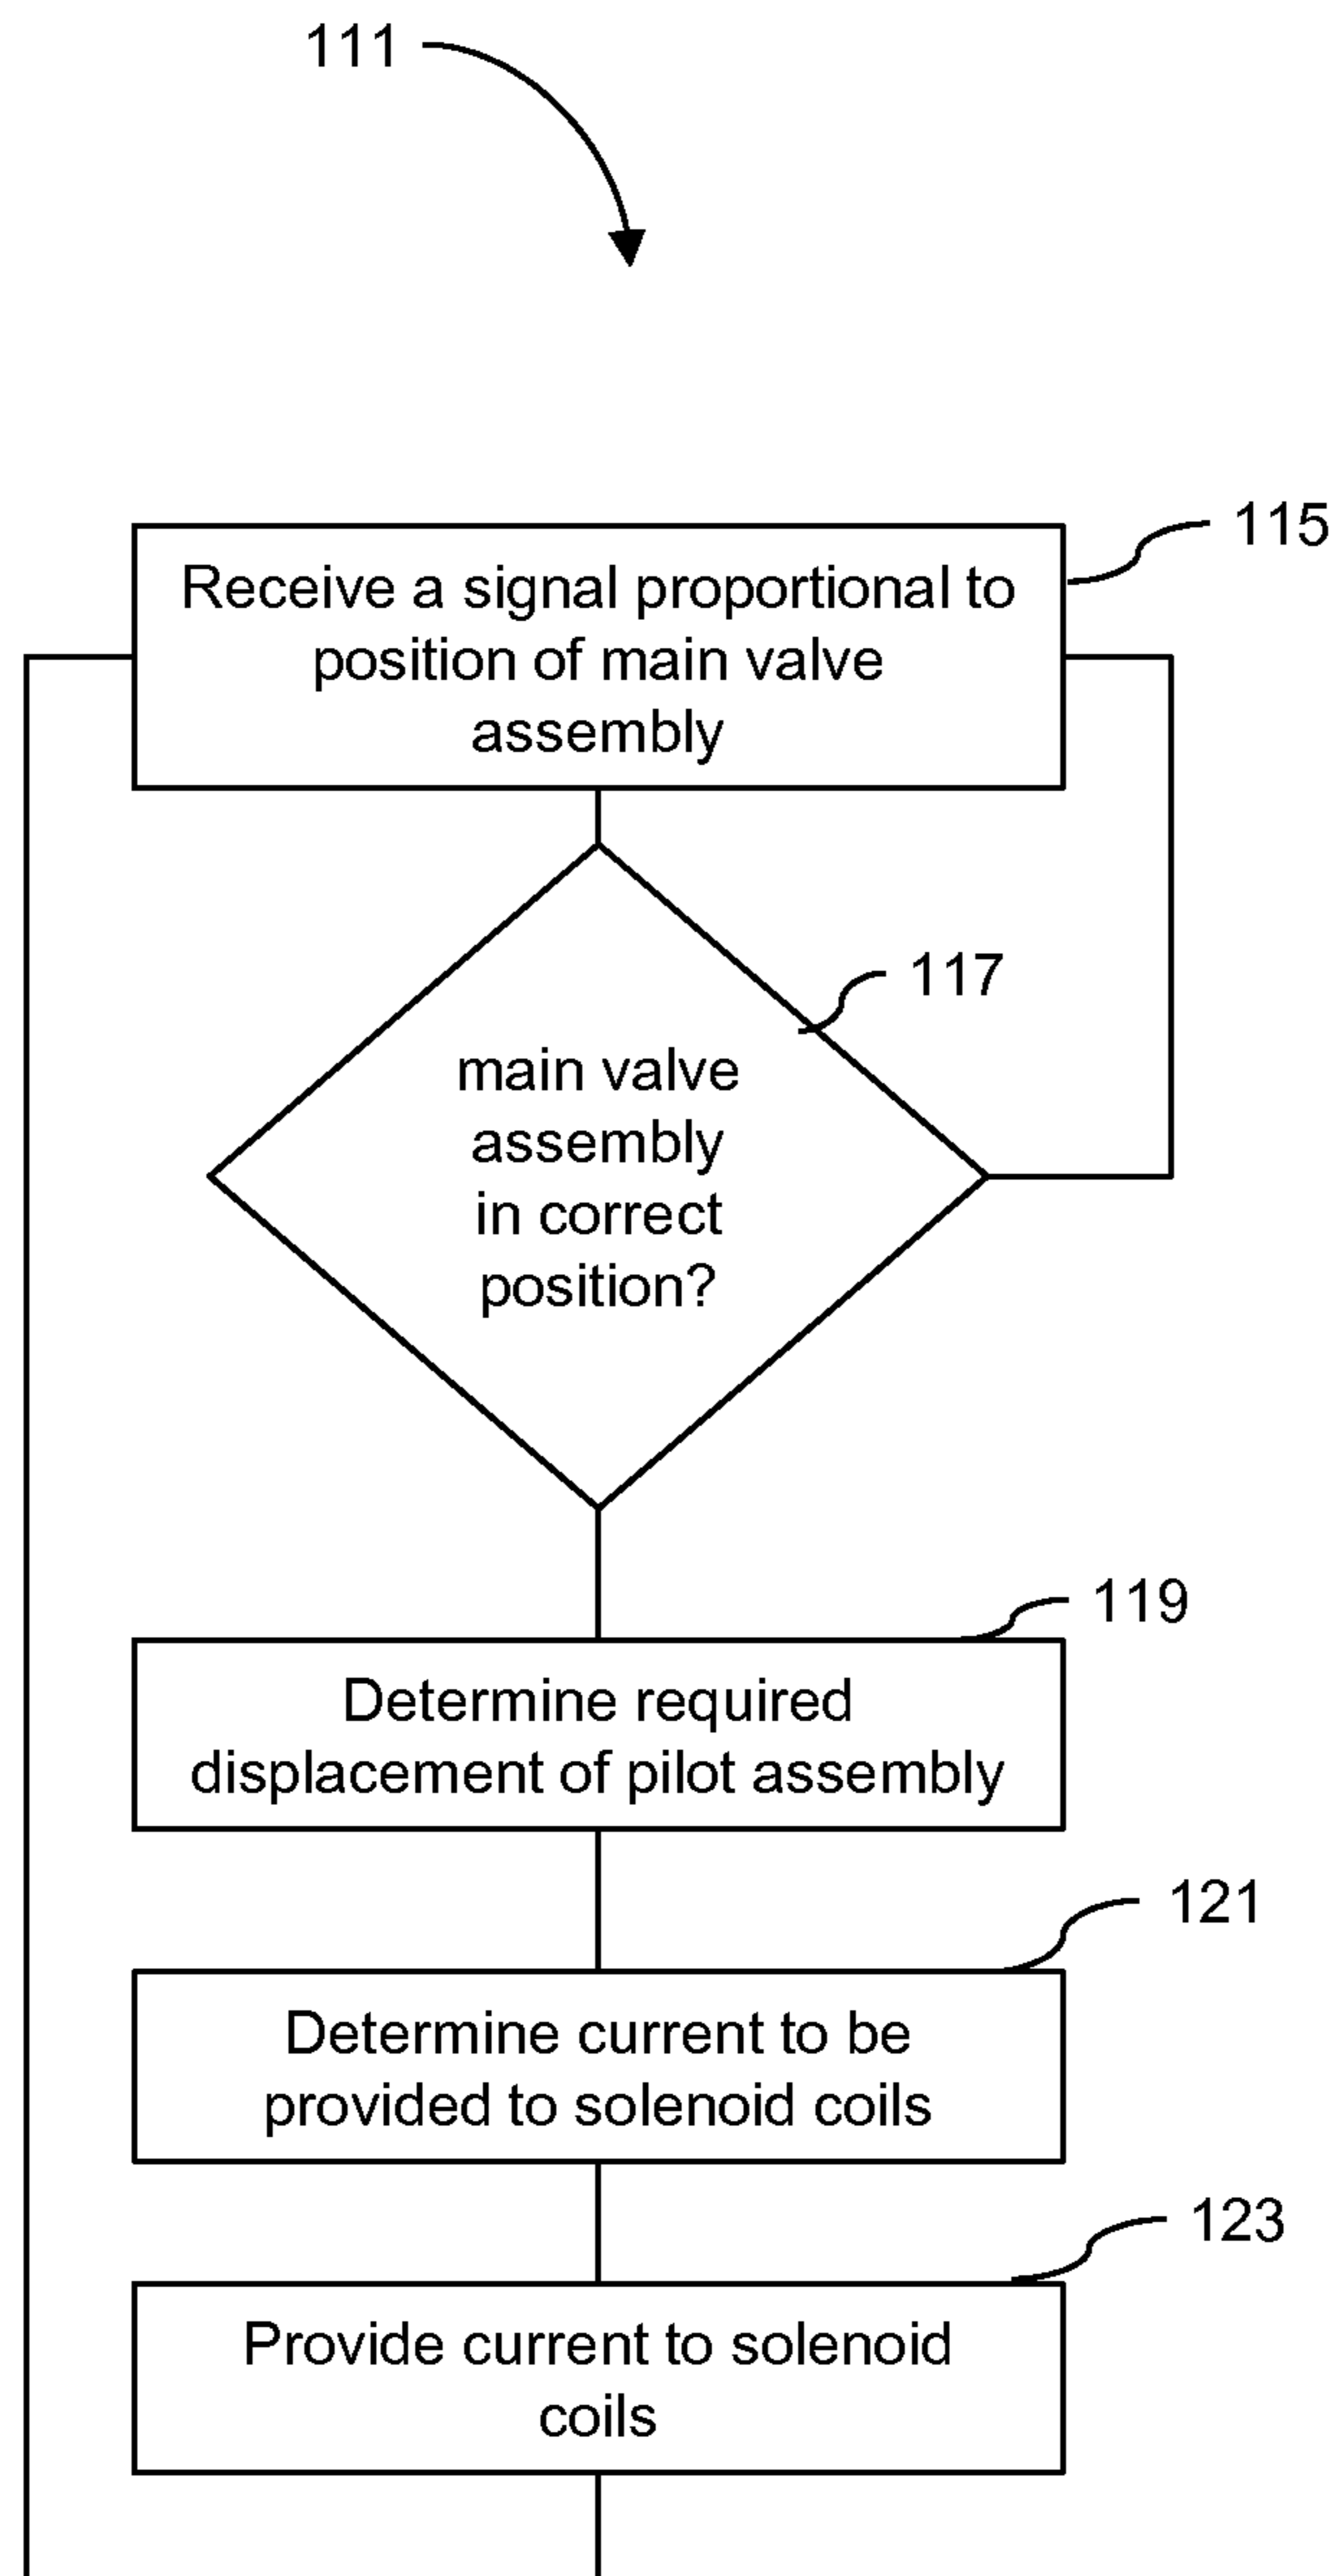 111
115
Receive a signal proportional to
position of main valve
assembly
117
main valve
assembly
in correct
position?
119
Determine required
displacement of pilot assembly
121
Determine current to be
provided to solenoid coils
123
Provide current to solenoid
coils